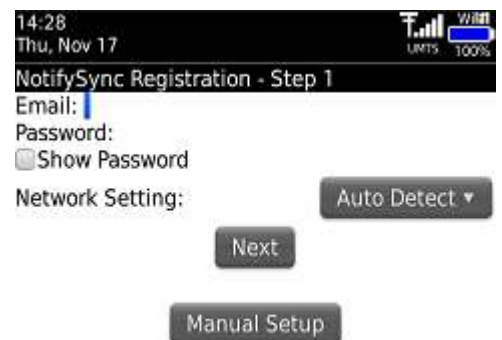 14:28
Thu, Nov 17
UMTS 100%
NotifySync Registration - Step 1
Email:
Password:
Show Password
Network Setting: Auto Detect
Next
Manual Setup